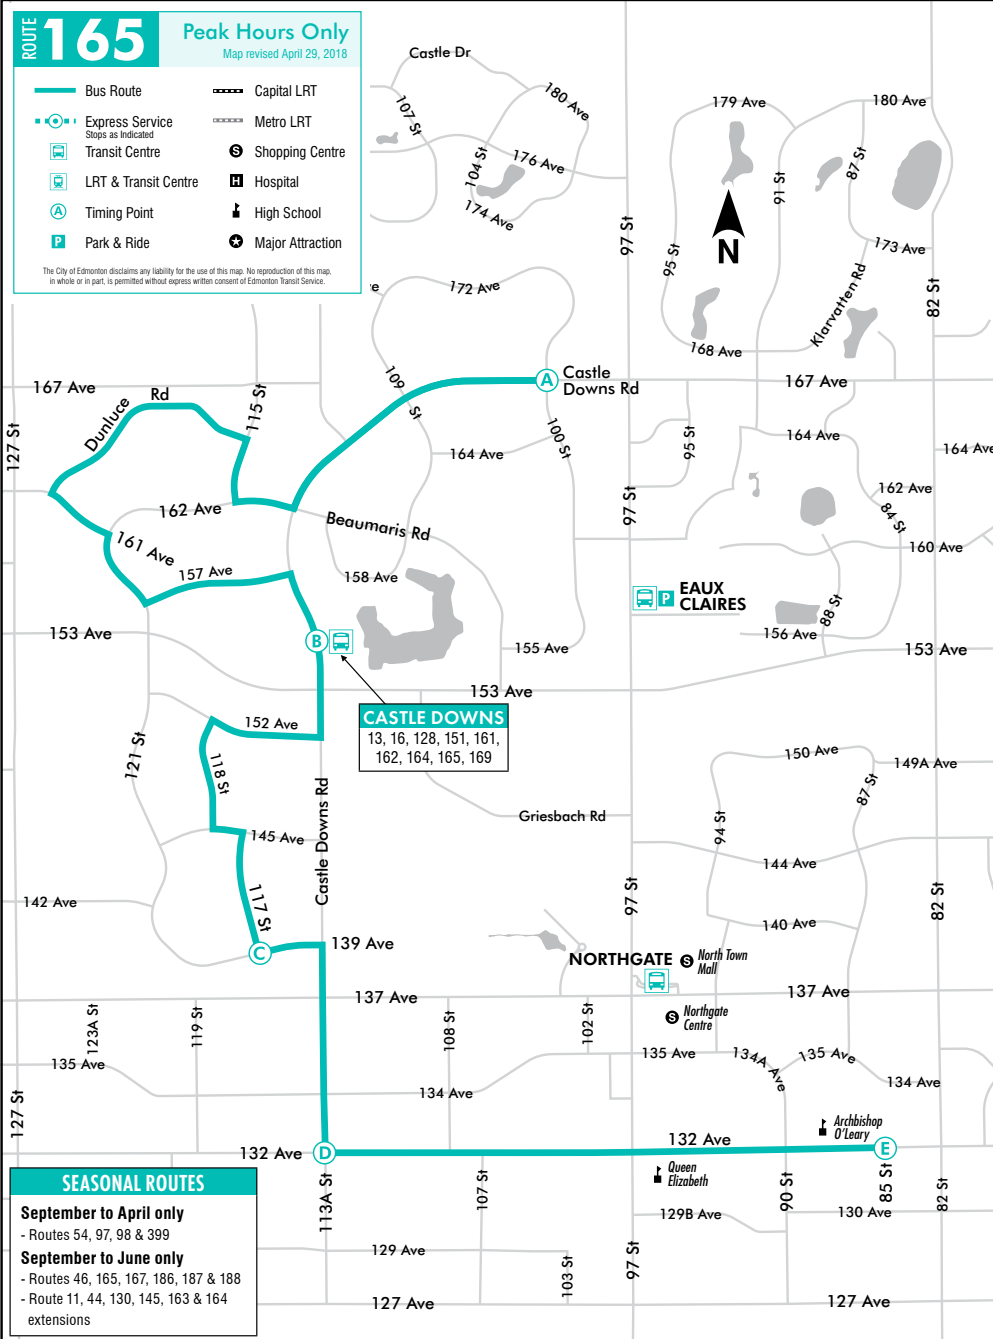 ROUTE 165
Peak Hours Only
Map revised April 29, 2018
Bus Route
Capital LRT
Express Service
Stops as Indicated
Metro LRT
Transit Centre
S Shopping Centre
LRT & Transit Centre
H Hospital
A Timing Point
High School
P Park & Ride
Major Attraction
The City of Edmonton disclaims any liability for the use of this map. No reproduction of this map,
in whole or in part, is permitted without express written consent of Edmonton Transit Service.
Castle Dr
180 Ave
107 St
179 Ave
180 Ave
104 St
176 Ave
87 St
91 St
174 Ave
97 St
N
95 St
173 Ave
Klarvatten Rd
82 St
e
172 Ave
168 Ave
109 St
A
Castle
Downs Rd
167 Ave
167 Ave
Dunluce Rd
115 St
127 St
100 St
95 St
164 Ave
164 Ave
164 Ave
162 Ave
162 Ave
97 St
84 St
Beaumaris Rd
161 Ave
160 Ave
157 Ave
158 Ave
P
EAUX
CLAIRES
88 St
153 Ave
B
155 Ave
156 Ave
153 Ave
153 Ave
CASTLE DOWNS
13, 16, 128, 151, 161,
162, 164, 165, 169
152 Ave
121 St
118 St
150 Ave
149A Ave
87 St
Castle Downs Rd
Griesbach Rd
94 St
145 Ave
144 Ave
117 St
97 St
82 St
142 Ave
140 Ave
C
139 Ave
NORTHGATE
S
North Town
Mall
137 Ave
137 Ave
S
Northgate
Centre
123A St
119 St
108 St
102 St
135 Ave
135 Ave
134A Ave
135 Ave
134 Ave
134 Ave
127 St
Archbishop
O'Leary
132 Ave
D
132 Ave
E
Queen
Elizabeth
113A St
107 St
90 St
85 St
82 St
129B Ave
130 Ave
129 Ave
103 St
97 St
127 Ave
127 Ave
SEASONAL ROUTES
September to April only
- Routes 54, 97, 98 & 399
September to June only
- Routes 46, 165, 167, 186, 187 & 188
- Route 11, 44, 130, 145, 163 & 164
extensions